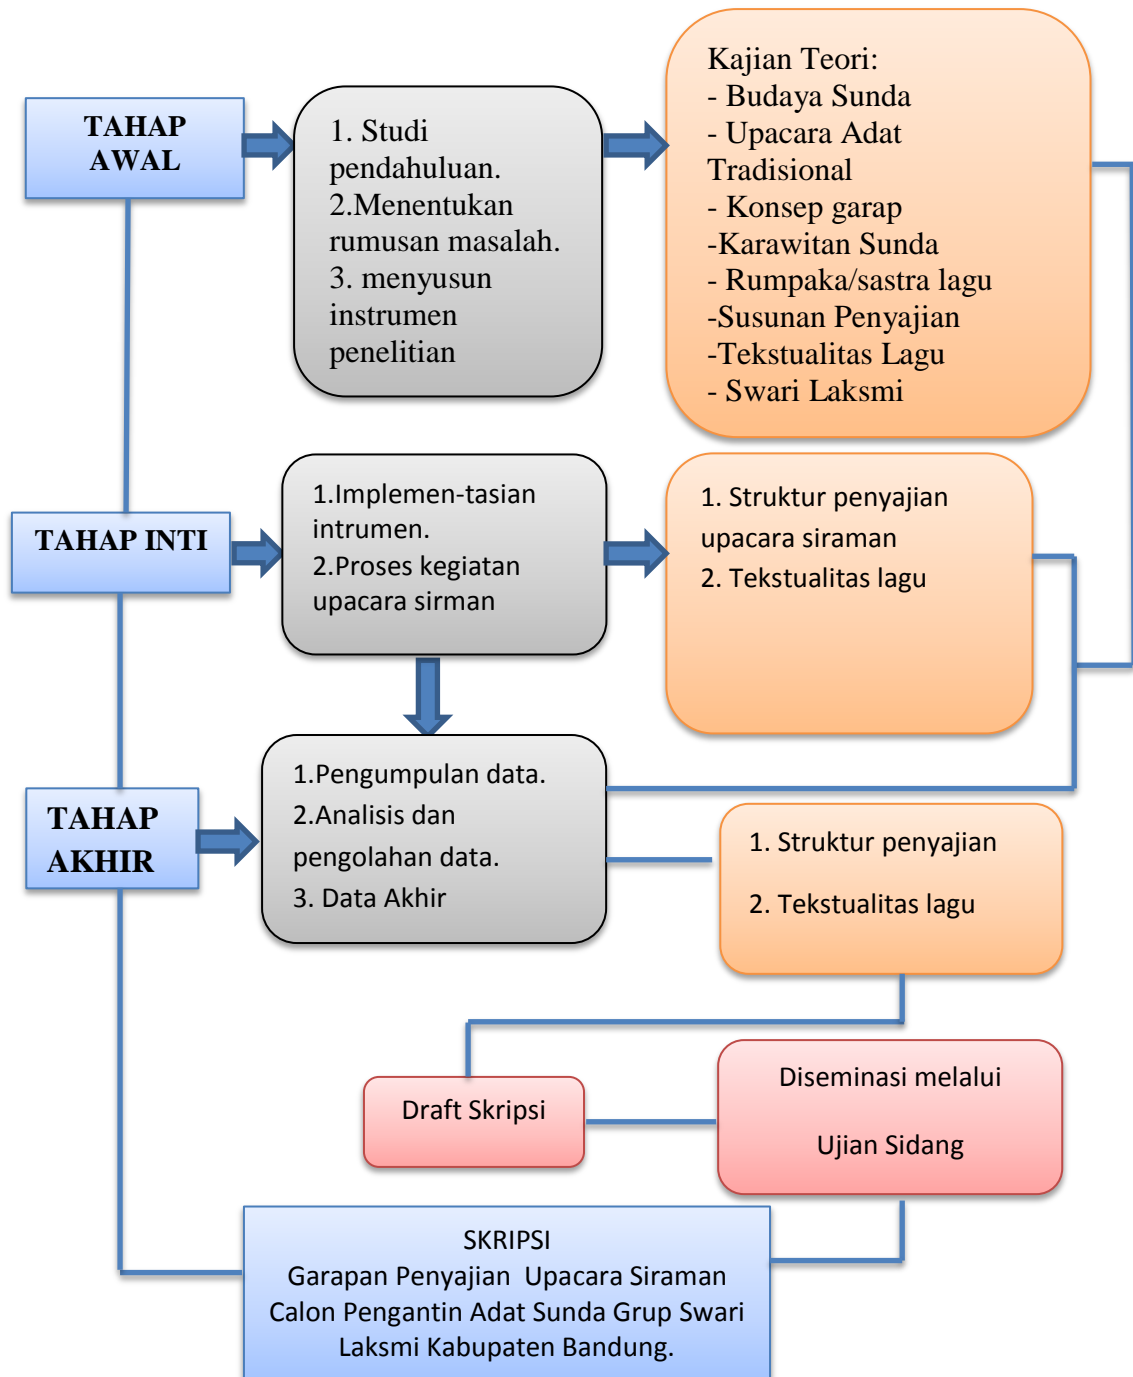 TAHAP
AWAL
1. Studi
pendahuluan.
2.Menentukan
rumusan masalah.
3. menyusun
instrumen
penelitian
Kajian Teori:
- Budaya Sunda
- Upacara Adat
Tradisional
- Konsep garap
-Karawitan Sunda
- Rumpaka/sastra lagu
-Susunan Penyajian
-Tekstualitas Lagu
- Swari Laksmi
TAHAP INTI
1.Implemen-tasian
intrumen.
2.Proses kegiatan
upacara sirman
1. Struktur penyajian
upacara siraman
2. Tekstualitas lagu
TAHAP
AKHIR
1.Pengumpulan data.
2.Analisis dan
pengolahan data.
3. Data Akhir
1. Struktur penyajian
2. Tekstualitas lagu
Draft Skripsi
Diseminasi melalui
Ujian Sidang
SKRIPSI
Garapan Penyajian  Upacara Siraman
Calon Pengantin Adat Sunda Grup Swari
Laksmi Kabupaten Bandung.